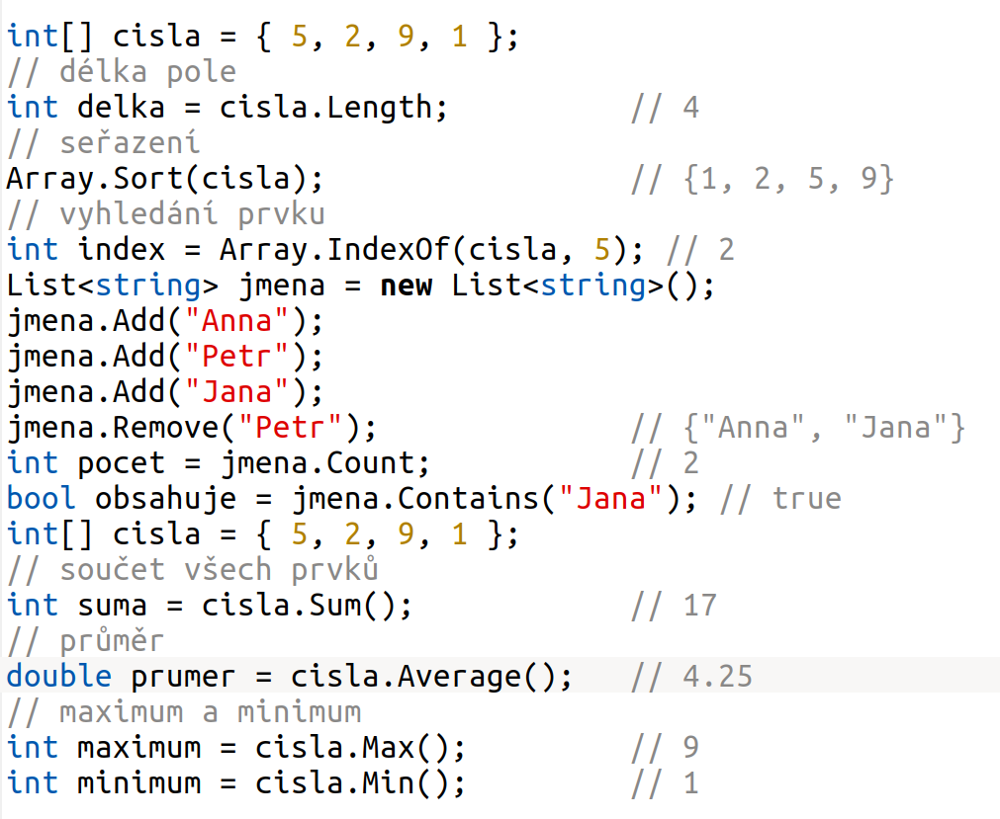 int[] cisla = { 5, 2, 9, 1 };
// délka pole
int delka = cisla.Length;          // 4
// seřazení
Array.Sort(cisla);                 // {1, 2, 5, 9}
// vyhledání prvku
int index = Array.IndexOf(cisla, 5); // 2
List<string> jmena = new List<string>();
jmena.Add("Anna");
jmena.Add("Petr");
jmena.Add("Jana");
jmena.Remove("Petr");              // {"Anna", "Jana"}
int pocet = jmena.Count;           // 2
bool obsahuje = jmena.Contains("Jana"); // true
int[] cisla = { 5, 2, 9, 1 };
// součet všech prvků
int suma = cisla.Sum();            // 17
// průměr
double prumer = cisla.Average();   // 4.25
// maximum a minimum
int maximum = cisla.Max();         // 9
int minimum = cisla.Min();         // 1